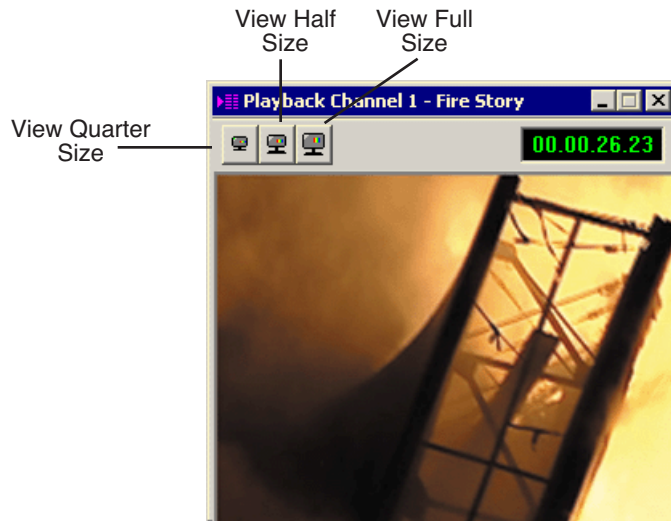 View Half
Size
View Full
Size
View Quarter
Size
Playback Channel 1 - Fire Story
00.00.26.23